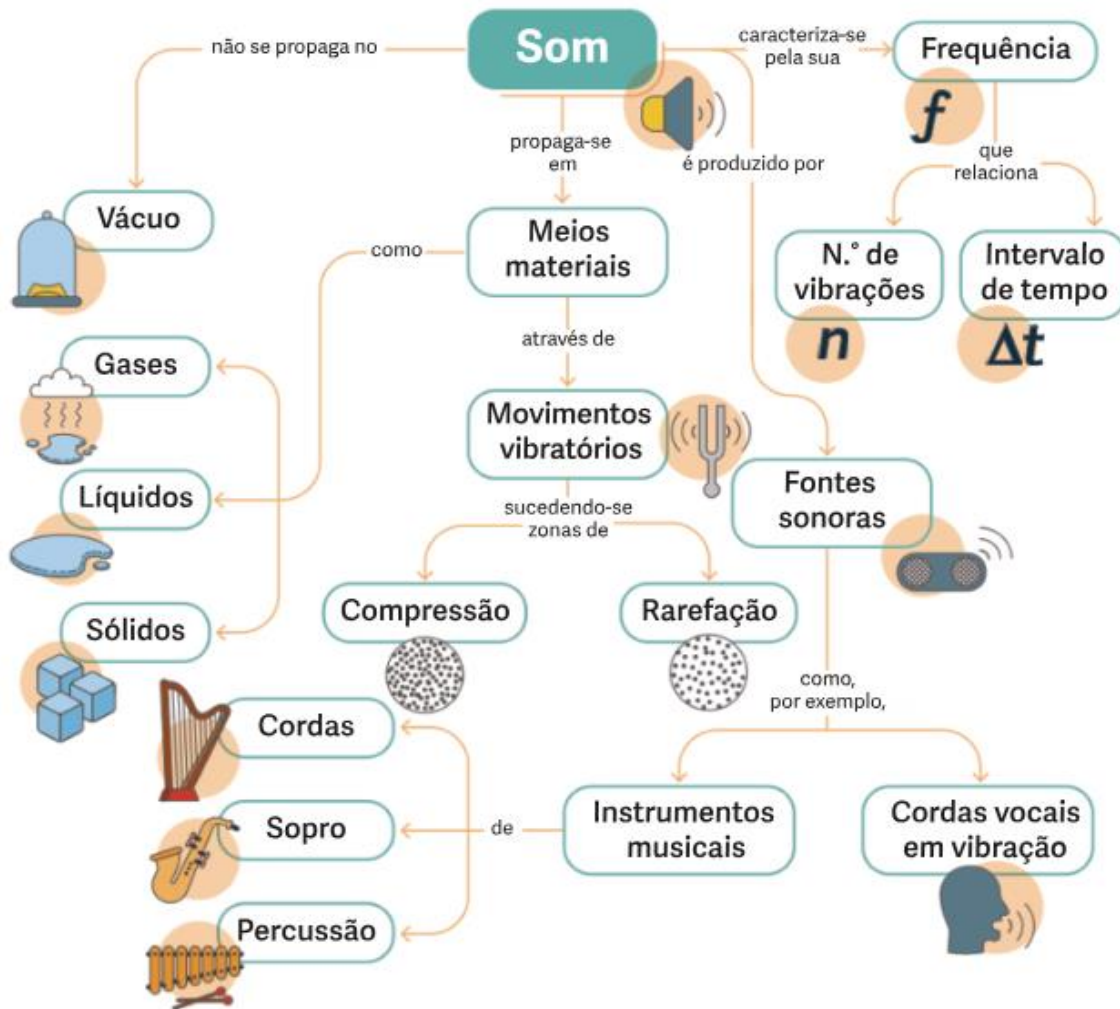 Som
não se propaga no
caracteriza-se
pela sua
Frequência
f
propaga-se
em
é produzido por
que
relaciona
Vácuo
Meios
materiais
como
N.° de
vibrações
n
Intervalo
de tempo
Δt
através de
Gases
Movimentos
vibratórios
Líquidos
Fontes
sonoras
sucedendo-se
zonas de
Compressão
Rarefação
Sólidos
como,
por exemplo,
Cordas
Instrumentos
musicais
Cordas vocais
em vibração
de
Sopro
Percussão